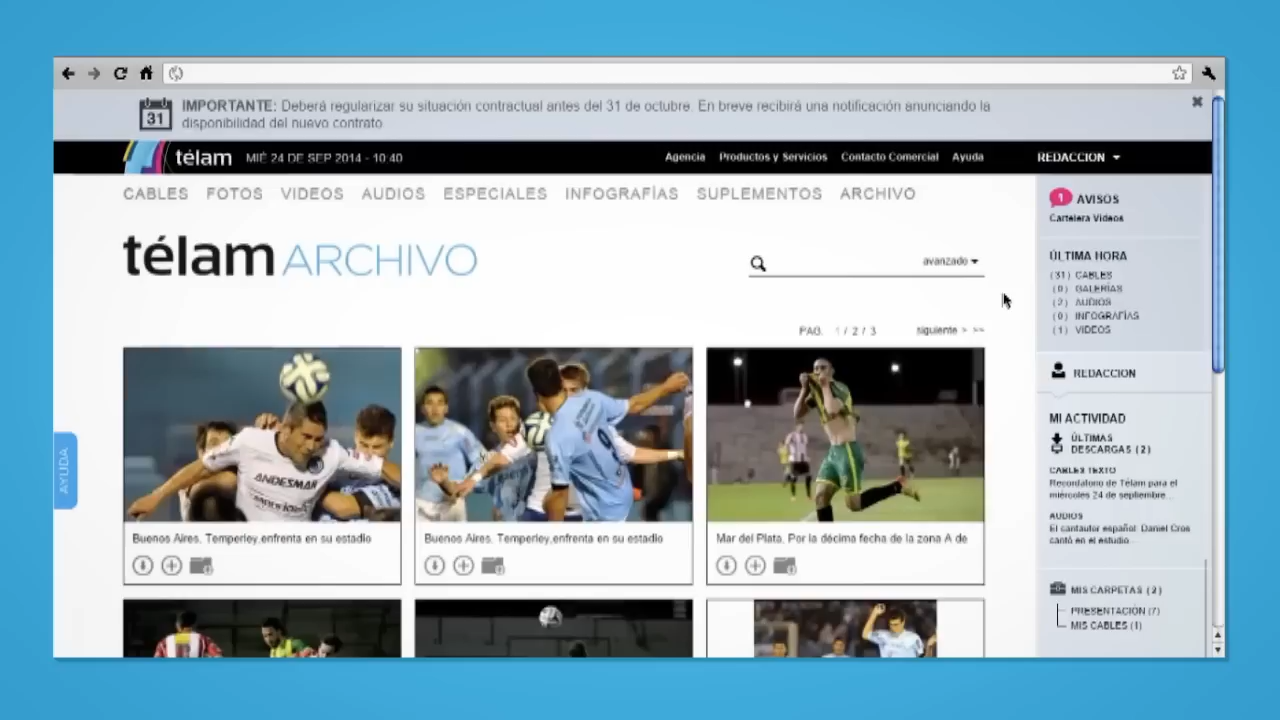 IMPORTANTE: Deberá regularizar su situación contractual antes del 31 de octubre. En breve recibirá una notificación anunciando la
disponibilidad del nuevo contrato
31
télam MIÉ 24 DE SEP 2014 - 10:40 Agencia Productos y Servicios Contacto Comercial Ayuda REDACCION
CABLES FOTOS VIDEOS AUDIOS ESPECIALES INFOGRAFÍAS SUPLEMENTOS ARCHIVO
télam ARCHIVO
avanzado
PAG. 1 / 2 / 3 siguiente > >>
AYUDA
ANDESMAR
9
Buenos Aires. Temperley,enfrenta en su estadio
Buenos Aires. Temperley,enfrenta en su estadio
Mar del Plata. Por la décima fecha de la zona A de
1 AVISOS
Cartelera Videos
ÚLTIMA HORA
(31) CABLES
(0) GALERÍAS
(2) AUDIOS
(0) INFOGRAFÍAS
(1) VIDEOS
REDACCION
MI ACTIVIDAD
ÚLTIMAS
DESCARGAS (2)
CABLES TEXTO
Recordatorio de Télam para el
miércoles 24 de septiembre...
AUDIOS
El cantautor español Daniel Cros
cantó en el estudio...
MIS CARPETAS (2)
PRESENTACIÓN (7)
MIS CABLES (1)